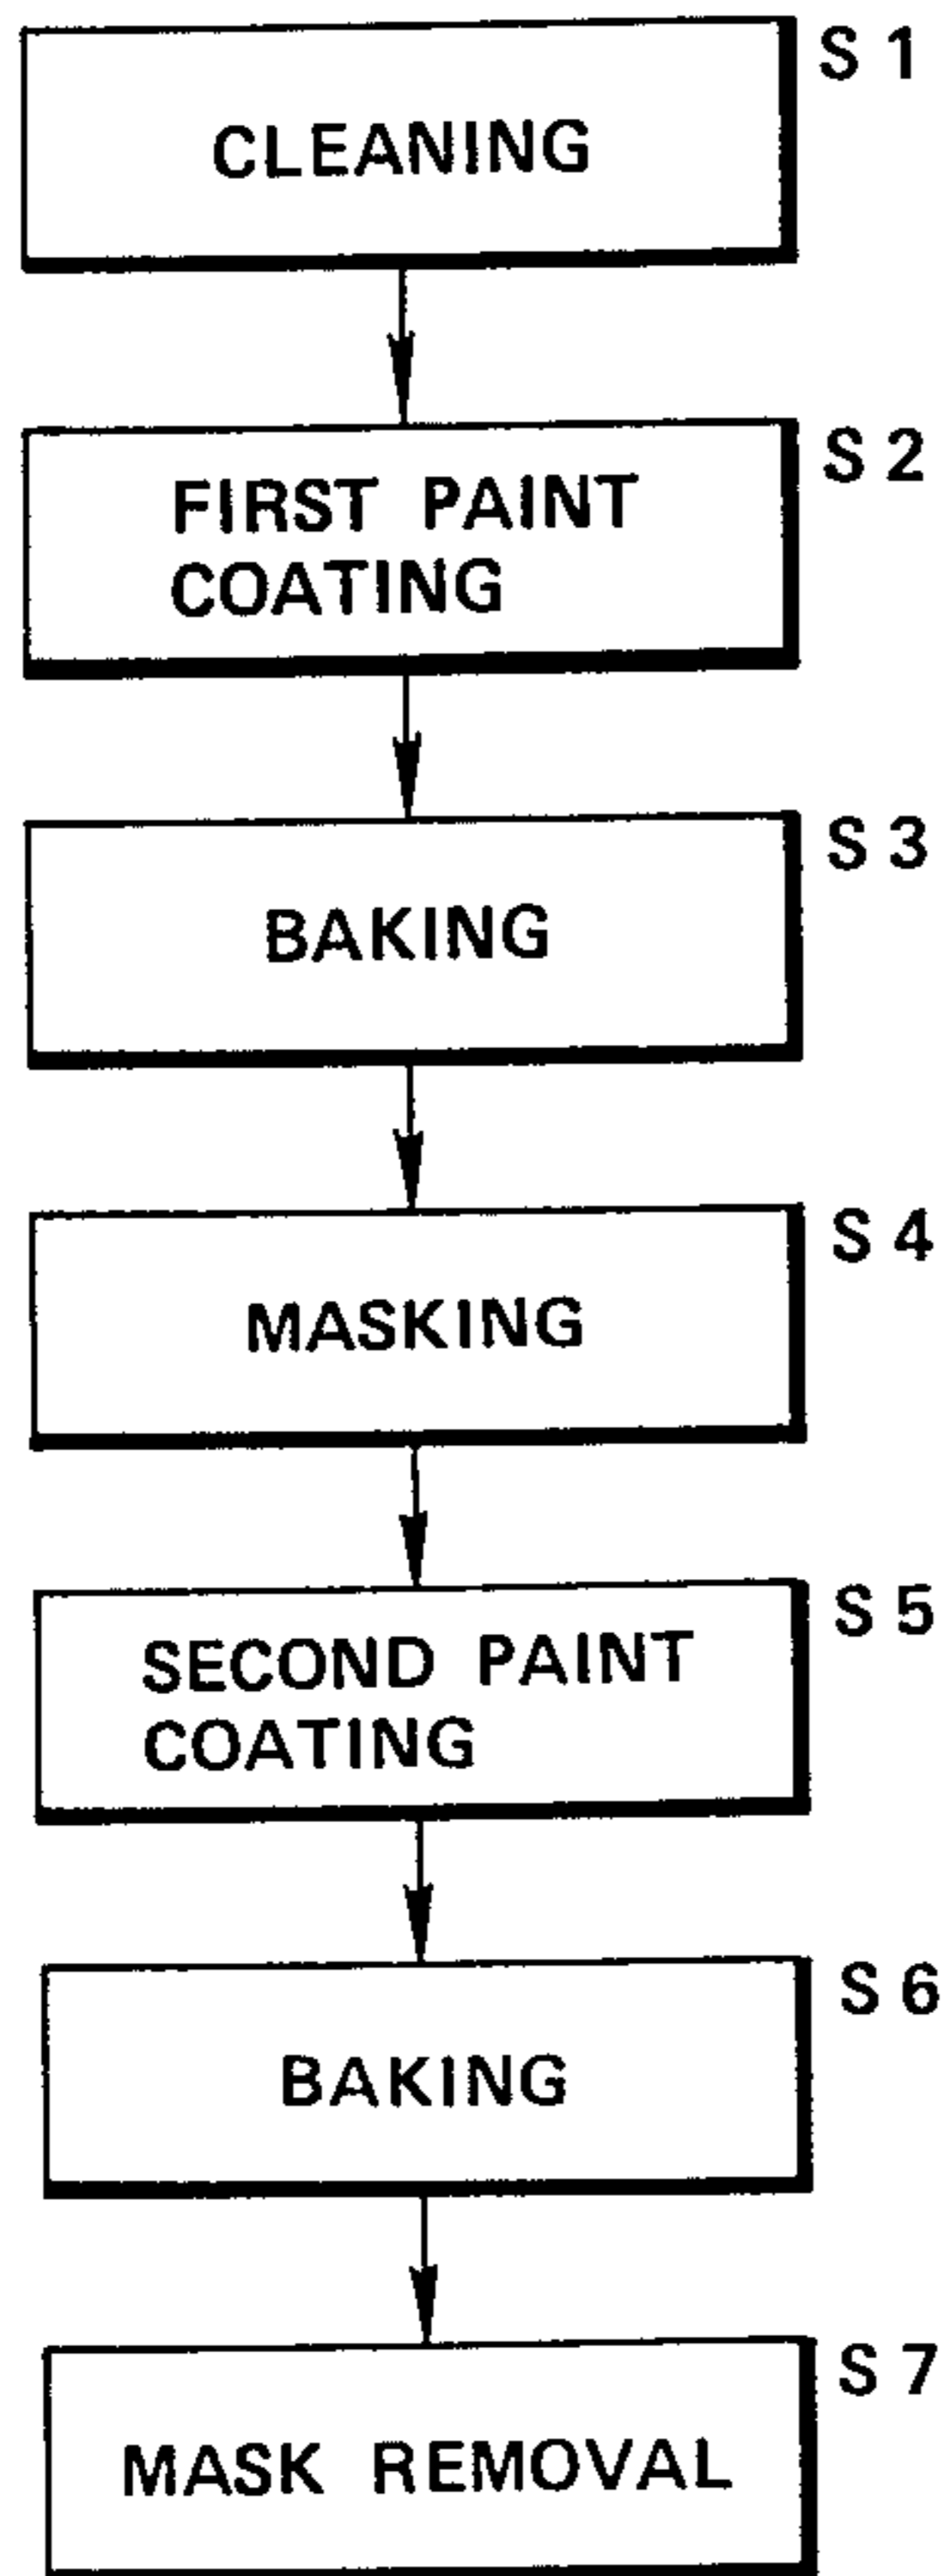 S 1
CLEANING
S 2
FIRST PAINT
COATING
S 3
BAKING
S 4
MASKING
S 5
SECOND PAINT
COATING
S 6
BAKING
S 7
MASK REMOVAL